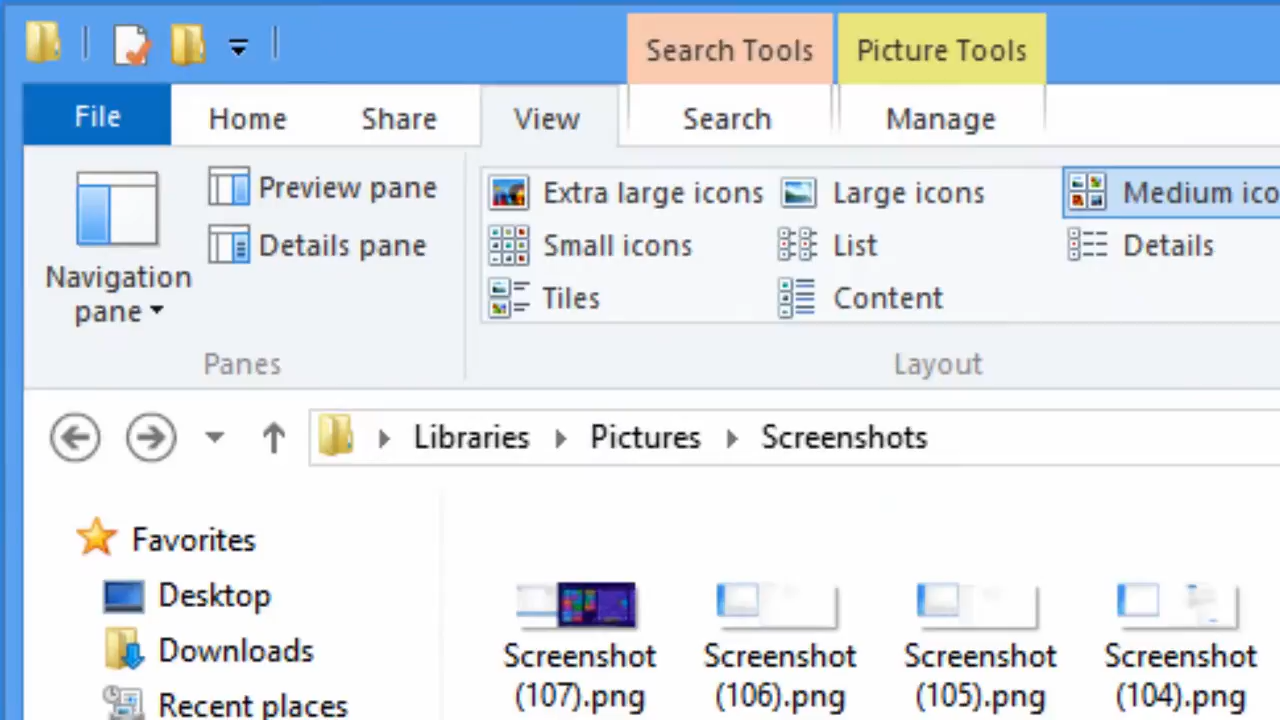 Search Tools Picture Tools
File Home Share View Search Manage
Preview pane Extra large icons Large icons Medium ico
Details pane Small icons List Details
Navigation
pane Tiles Content
Panes Layout
Libraries Pictures Screenshots
Favorites
Desktop
Downloads
Recent places
Screenshot Screenshot Screenshot Screenshot
(107).png (106).png (105).png (104).png